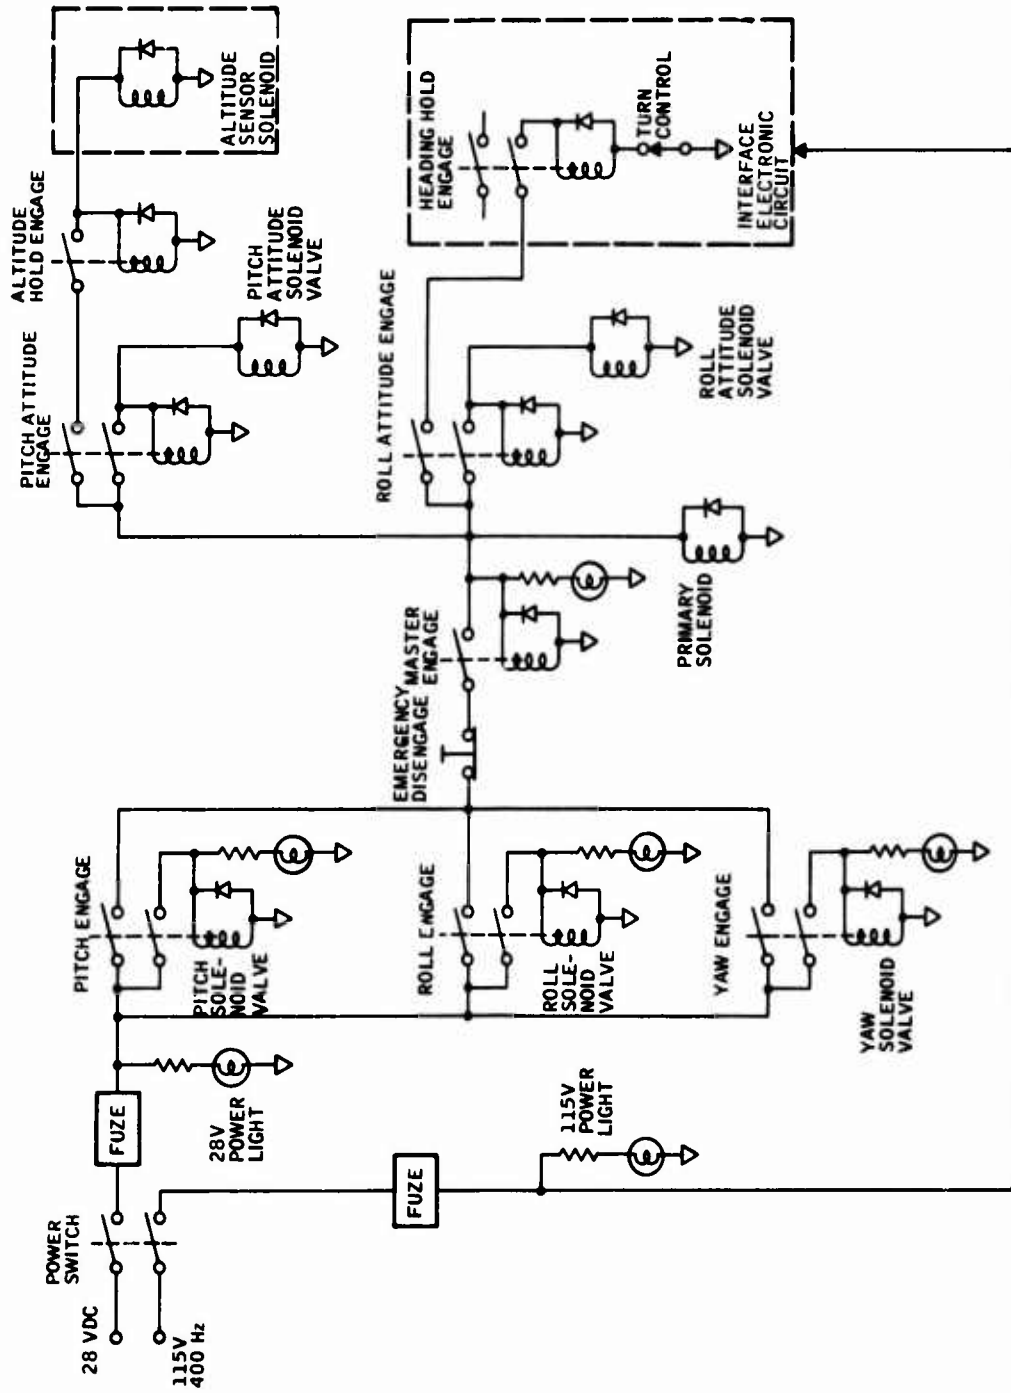 28 VDC
115V
400 Hz
POWER
SWITCH
FUZE
28V
POWER
LIGHT
FUZE
115V
POWER
LIGHT
PITCH ENGAGE
PITCH
SOLE-
NOID
VALVE
ROLL ENGAGE
ROLL
SOLE-
NOID
VALVE
YAW ENGAGE
YAW
SOLENOID
VALVE
EMERGENCY
DISENGAGE
MASTER
ENGAGE
PRIMARY
SOLENOID
PITCH ATTITUDE
ENGAGE
PITCH
ATTITUDE
SOLENOID
VALVE
ROLL ATTITUDE ENGAGE
ROLL
ATTITUDE
SOLENOID
VALVE
ALTITUDE
HOLD ENGAGE
ALTITUDE
SENSOR
SOLENOID
HEADING HOLD
ENGAGE
TURN
CONTROL
INTERFACE
ELECTRONIC
CIRCUIT